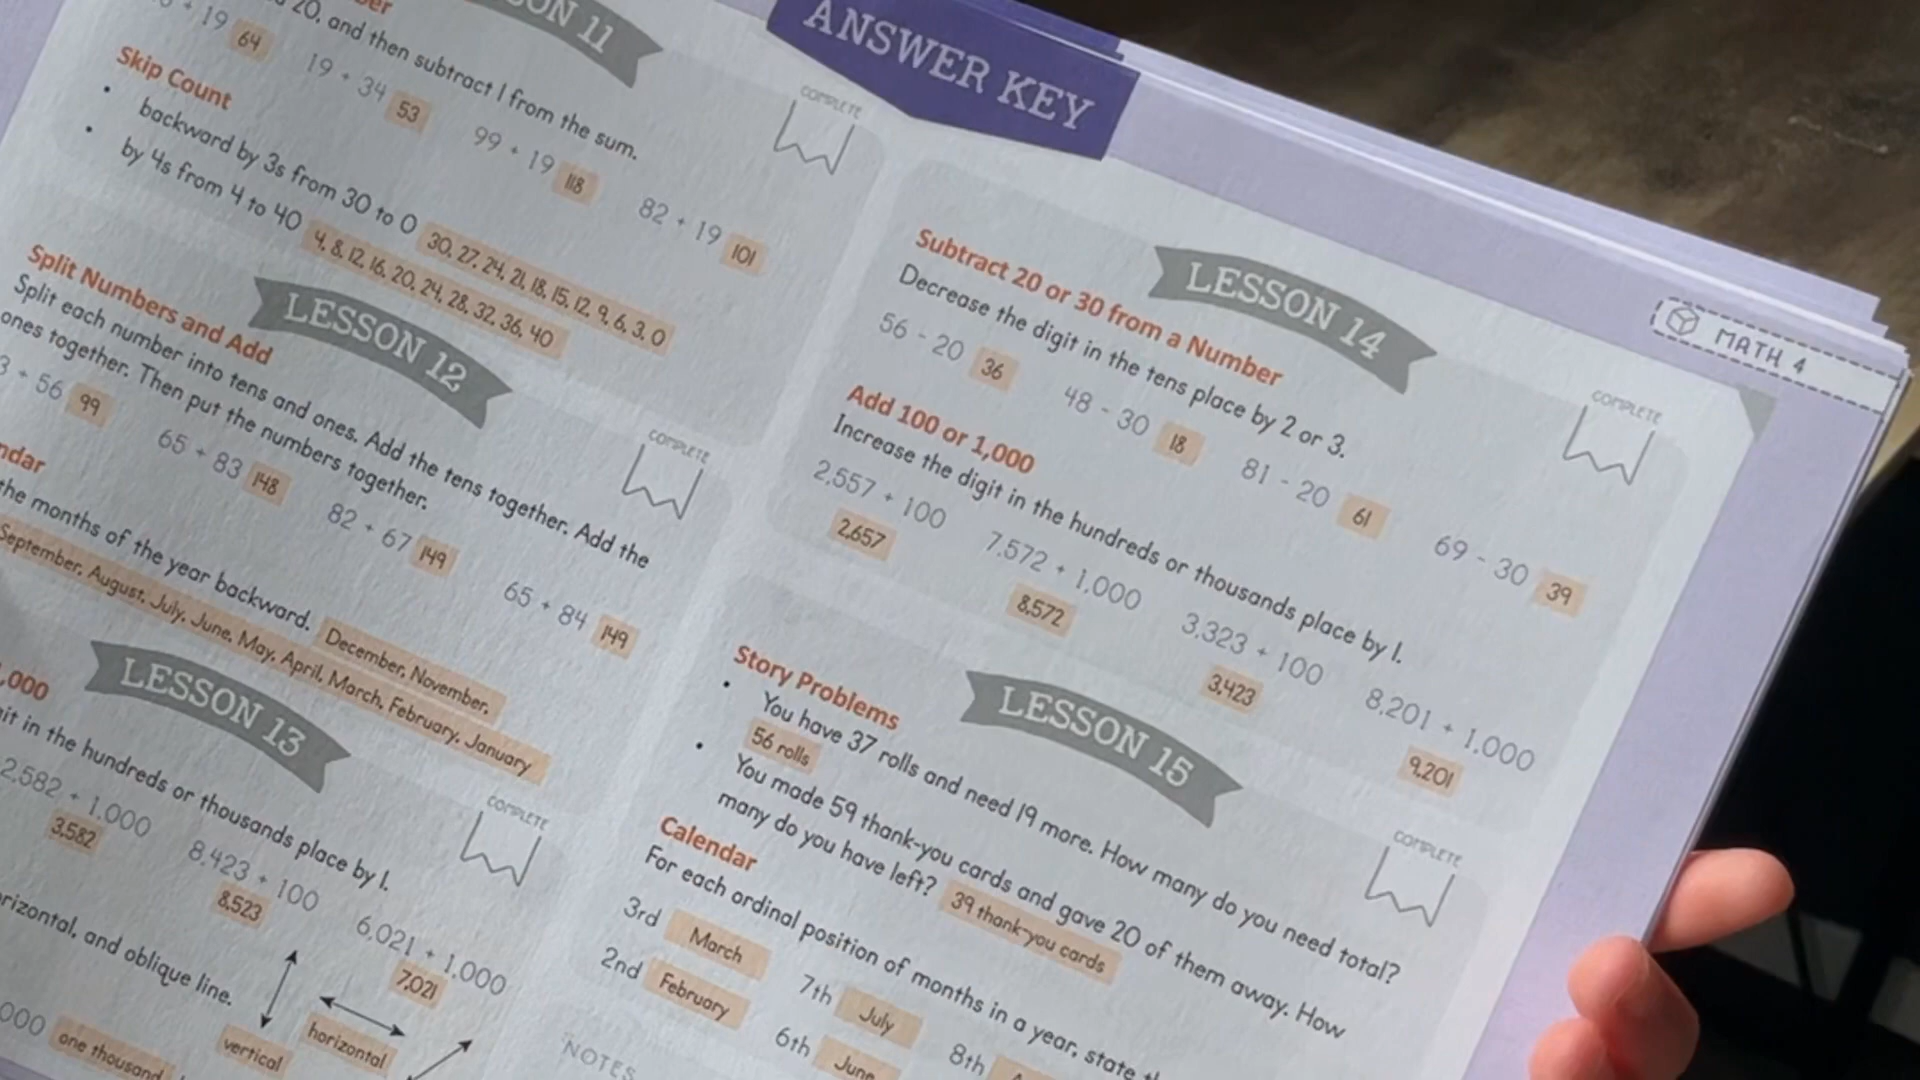 ANSWER KEY
MATH 4
20, and then subtract 1 from the sum.
+ 19 64
19 + 34 53
99 + 19 118
82 + 19 101
COMPLETE
Skip Count
• backward by 3s from 30 to 0 30, 27, 24, 21, 18, 15, 12, 9, 6, 3, 0
• by 4s from 4 to 40 4, 8, 12, 16, 20, 24, 28, 32, 36, 40
LESSON 12
COMPLETE
Split Numbers and Add
Split each number into tens and ones. Add the tens together. Add the
ones together. Then put the numbers together.
+ 56 99
65 + 83 148
82 + 67 149
65 + 84 149
the months of the year backward. December, November,
September, August, July, June, May, April, March, February, January
LESSON 13
COMPLETE
in the hundreds or thousands place by 1.
2,582 + 1,000
3,582
8,423 + 100
8,523
6,021 + 1,000
7,021
and oblique line.
vertical
horizontal
one thousand
LESSON 14
COMPLETE
Subtract 20 or 30 from a Number
Decrease the digit in the tens place by 2 or 3.
56 - 20 36
48 - 30 18
81 - 20 61
69 - 30 39
Add 100 or 1,000
Increase the digit in the hundreds or thousands place by 1.
2,557 + 100
2,657
7,572 + 1,000
8,572
3,323 + 100
3,423
8,201 + 1,000
9,201
LESSON 15
COMPLETE
Story Problems
• You have 37 rolls and need 19 more. How many do you need total?
56 rolls
• You made 59 thank-you cards and gave 20 of them away. How
many do you have left? 39 thank-you cards
Calendar
For each ordinal position of months in a year, state
3rd March
7th July
2nd February
6th June
8th
NOTES